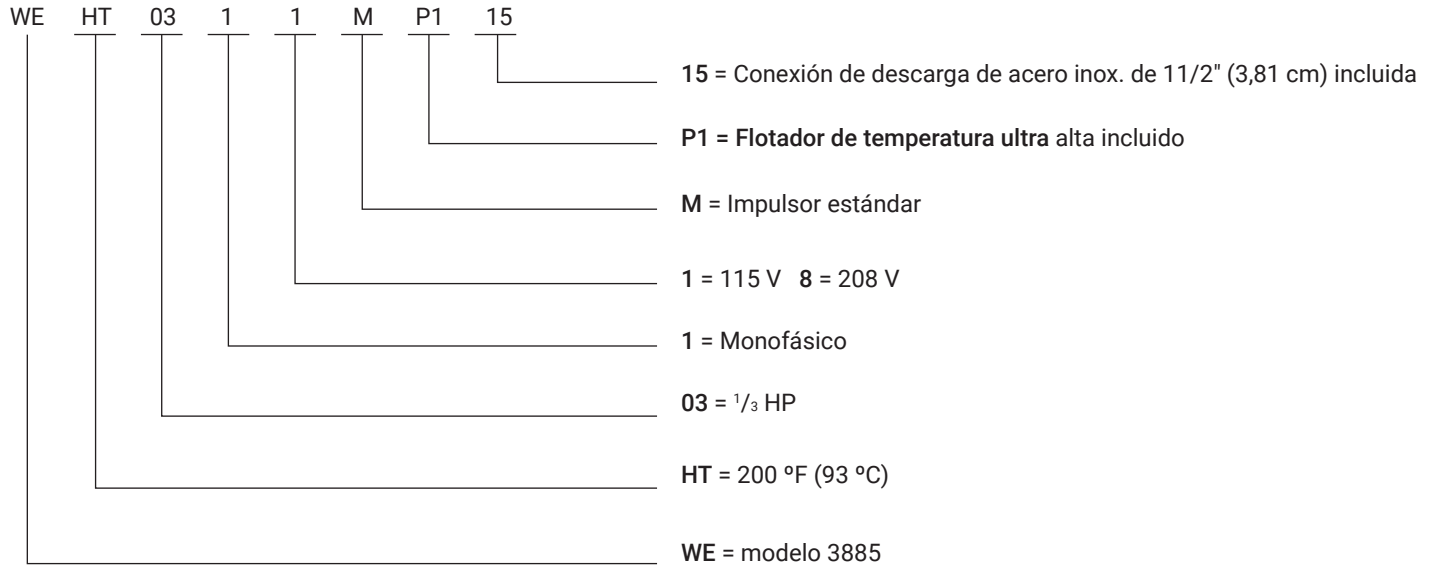 WE HT 03 1 1 M P1 15
15 = Conexión de descarga de acero inox. de 11/2" (3,81 cm) incluida
P1 = Flotador de temperatura ultra alta incluido
M = Impulsor estándar
1 = 115 V 8 = 208 V
1 = Monofásico
03 = 1/3 HP
HT = 200 ºF (93 ºC)
WE = modelo 3885